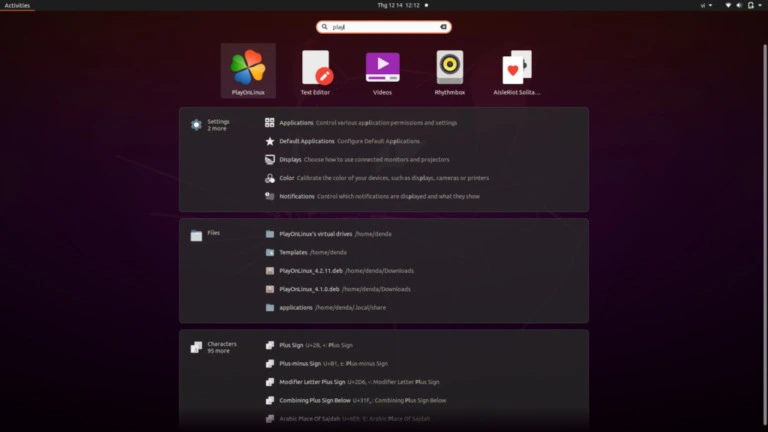 Activities
Thg 12 14 12:12
vi
play
PlayOnLinux
Text Editor
Videos
Rhythmbox
AisleRiot Solita...
Settings
2 more
Applications Control various application permissions and settings
Default Applications Configure Default Applications
Displays Choose how to use connected monitors and projectors
Color Calibrate the color of your devices, such as displays, cameras or printers
Notifications Control which notifications are displayed and what they show
Files
PlayOnLinux's virtual drives /home/denda
Templates /home/denda
PlayOnLinux_4.2.11.deb /home/denda/Downloads
PlayOnLinux_4.1.0.deb /home/denda/Downloads
applications /home/denda/.local/share
Characters
95 more
Plus Sign U+2B, +: Plus Sign
Plus-minus Sign U+B1, ±: Plus-minus Sign
Modifier Letter Plus Sign U+2D6, ˖: Modifier Letter Plus Sign
Combining Plus Sign Below U+31F, : Combining Plus Sign Below
Arabic Place Of Sajdah U+6E9, ۩: Arabic Place Of Sajdah